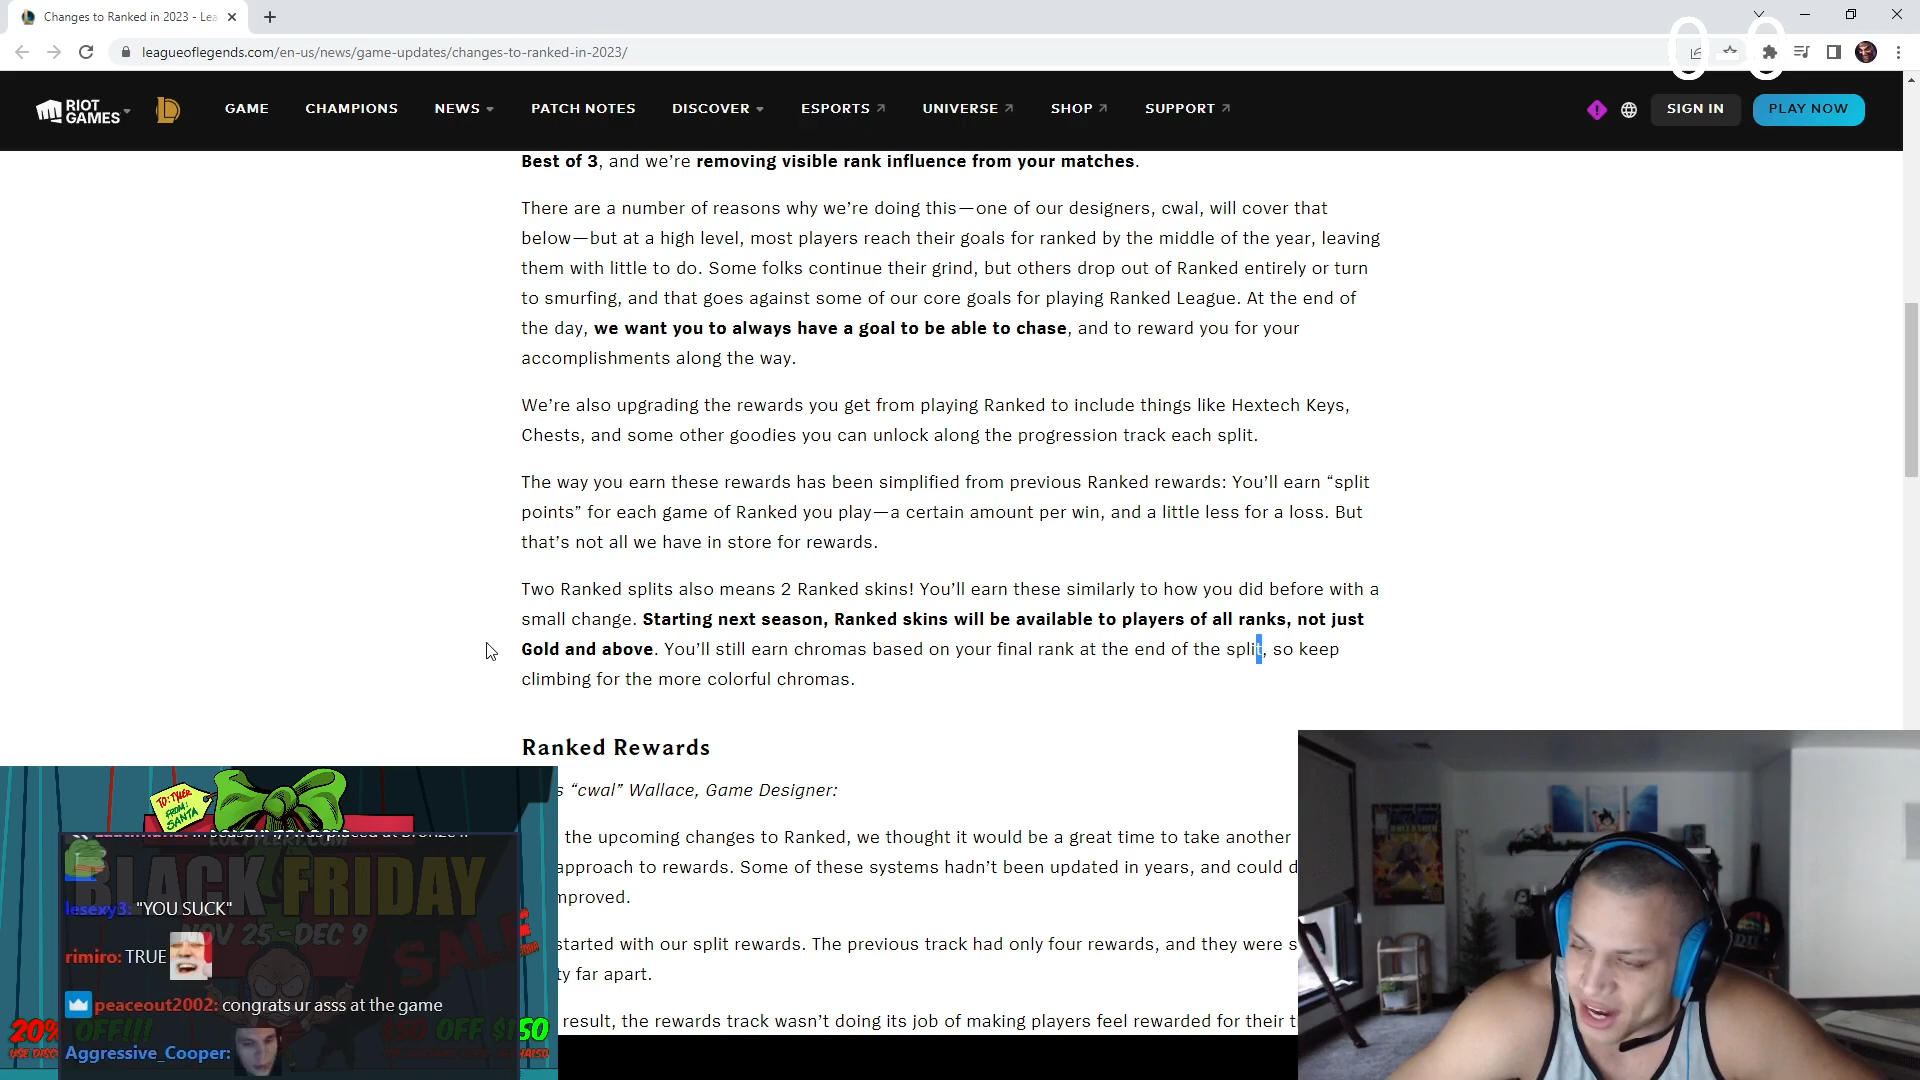 Changes to Ranked in 2023 - Lea
leagueoflegends.com/en-us/news/game-updates/changes-to-ranked-in-2023/
RIOT GAMES
GAME CHAMPIONS NEWS PATCH NOTES DISCOVER ESPORTS UNIVERSE SHOP SUPPORT
SIGN IN PLAY NOW
Best of 3, and we’re removing visible rank influence from your matches.
There are a number of reasons why we’re doing this—one of our designers, cwal, will cover that
below—but at a high level, most players reach their goals for ranked by the middle of the year, leaving
them with little to do. Some folks continue their grind, but others drop out of Ranked entirely or turn
to smurfing, and that goes against some of our core goals for playing Ranked League. At the end of
the day, we want you to always have a goal to be able to chase, and to reward you for your
accomplishments along the way.
We’re also upgrading the rewards you get from playing Ranked to include things like Hextech Keys,
Chests, and some other goodies you can unlock along the progression track each split.
The way you earn these rewards has been simplified from previous Ranked rewards: You’ll earn “split
points” for each game of Ranked you play—a certain amount per win, and a little less for a loss. But
that’s not all we have in store for rewards.
Two Ranked splits also means 2 Ranked skins! You’ll earn these similarly to how you did before with a
small change. Starting next season, Ranked skins will be available to players of all ranks, not just
Gold and above. You’ll still earn chromas based on your final rank at the end of the split, so keep
climbing for the more colorful chromas.
Ranked Rewards
s “cwal” Wallace, Game Designer:
the upcoming changes to Ranked, we thought it would be a great time to take another
approach to rewards. Some of these systems hadn’t been updated in years, and could d
mproved.
started with our split rewards. The previous track had only four rewards, and they were s
ty far apart.
result, the rewards track wasn’t doing its job of making players feel rewarded for their t
TO: TYLER
FROM: SANTA
BLACK FRIDAY
NOV 25 - DEC 9
SALE
lesexy3: "YOU SUCK"
rimiro: TRUE
peaceout2002: congrats ur asss at the game
20% OFF!!!
$50 OFF $150
Aggressive_Cooper: